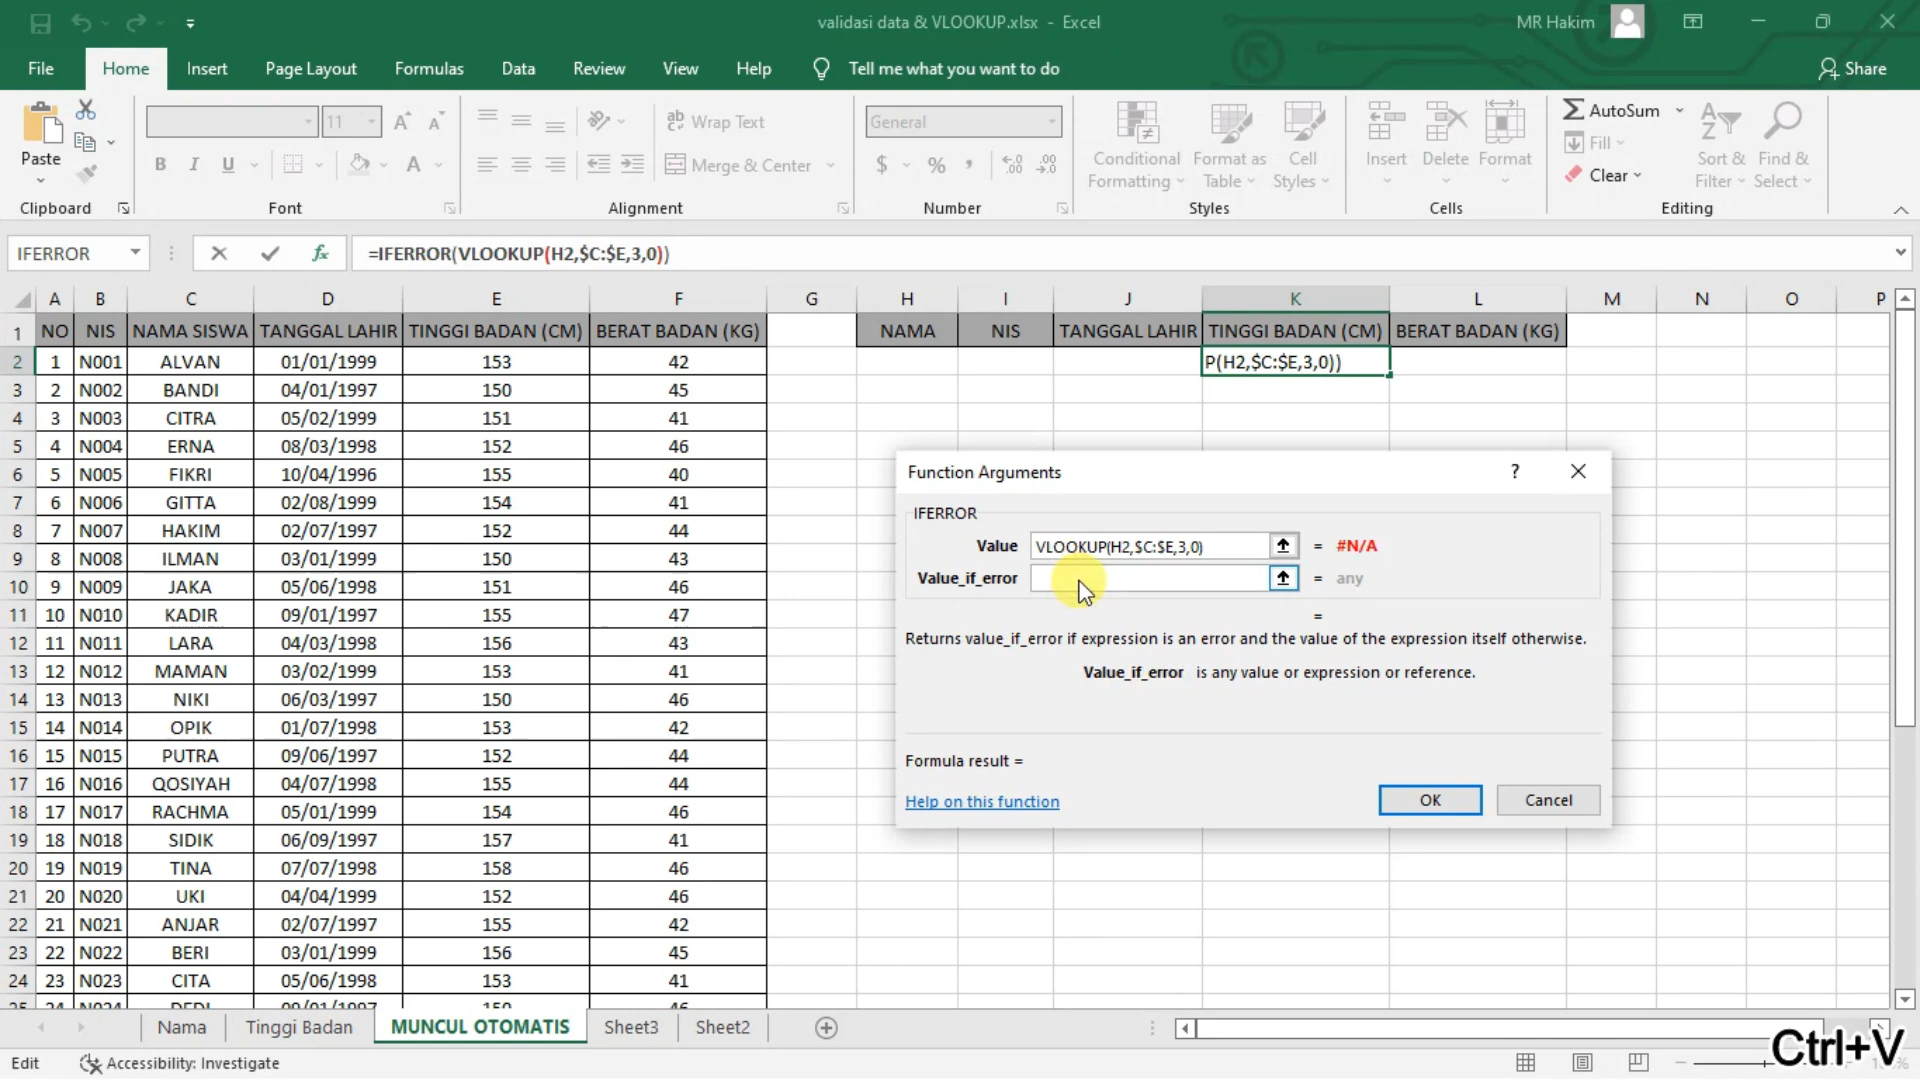 validasi data & VLOOKUP.xlsx - Excel
MR Hakim
File Home Insert Page Layout Formulas Data Review View Help Tell me what you want to do Share
Paste
Clipboard
11
B I U A
Font
Wrap Text
Merge & Center
Alignment
General
$ % ,
Number
Conditional Formatting
Format as Table
Cell Styles
Styles
Insert Delete Format
Cells
AutoSum
Fill
Clear
Sort & Filter
Find & Select
Editing
IFERROR fx =IFERROR(VLOOKUP(H2,$C:$E,3,0))
A B C D E F G H I J K L M N O P
1 NO NIS NAMA SISWA TANGGAL LAHIR TINGGI BADAN (CM) BERAT BADAN (KG) NAMA NIS TANGGAL LAHIR TINGGI BADAN (CM) BERAT BADAN (KG)
2 1 N001 ALVAN 01/01/1999 153 42 P(H2,$C:$E,3,0))
3 2 N002 BANDI 04/01/1997 150 45
4 3 N003 CITRA 05/02/1999 151 41
5 4 N004 ERNA 08/03/1998 152 46
6 5 N005 FIKRI 10/04/1996 155 40
7 6 N006 GITTA 02/08/1999 154 41
8 7 N007 HAKIM 02/07/1997 152 44
9 8 N008 ILMAN 03/01/1999 150 43
10 9 N009 JAKA 05/06/1998 151 46
11 10 N010 KADIR 09/01/1997 155 47
12 11 N011 LARA 04/03/1998 156 43
13 12 N012 MAMAN 03/02/1999 153 41
14 13 N013 NIKI 06/03/1997 150 46
15 14 N014 OPIK 01/07/1998 153 42
16 15 N015 PUTRA 09/06/1997 152 44
17 16 N016 QOSIYAH 04/07/1998 155 44
18 17 N017 RACHMA 05/01/1999 154 46
19 18 N018 SIDIK 06/09/1997 157 41
20 19 N019 TINA 07/07/1998 158 46
21 20 N020 UKI 04/04/1999 152 46
22 21 N021 ANJAR 02/07/1997 155 42
23 22 N022 BERI 03/01/1999 156 45
24 23 N023 CITA 05/06/1998 153 41
25 24 N024 DEDI 09/01/1997 150 46
Function Arguments ?
IFERROR
Value VLOOKUP(H2,$C:$E,3,0) = #N/A
Value_if_error = any
=
Returns value_if_error if expression is an error and the value of the expression itself otherwise.
Value_if_error is any value or expression or reference.
Formula result =
Help on this function
OK Cancel
Nama Tinggi Badan MUNCUL OTOMATIS Sheet3 Sheet2
Edit Accessibility: Investigate
Ctrl+V